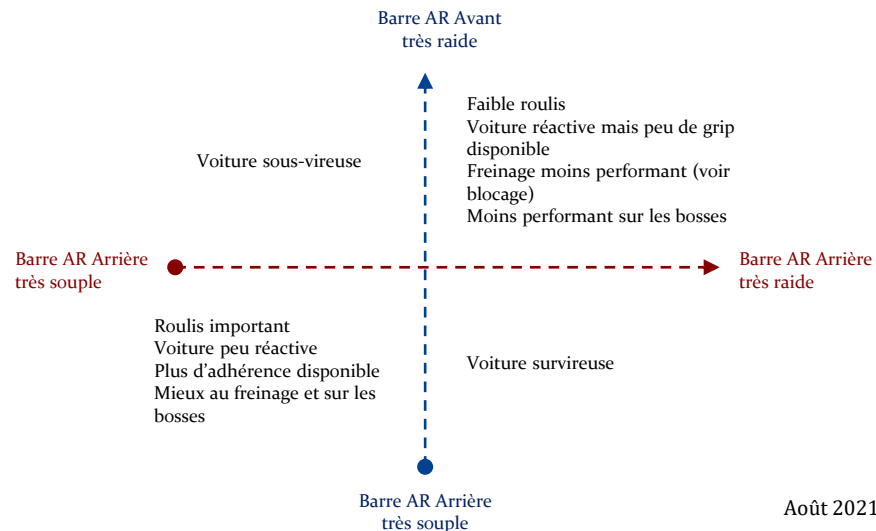 Barre AR Avant
très raide
Faible roulis
Voiture réactive mais peu de grip
disponible
Freinage moins performant (voir
blocage)
Moins performant sur les bosses
Voiture sous-vireuse
Barre AR Arrière
très souple
Barre AR Arrière
très raide
Roulis important
Voiture peu réactive
Plus d'adhérence disponible
Mieux au freinage et sur les
bosses
Voiture survireuse
Barre AR Arrière
très souple
Août 2021